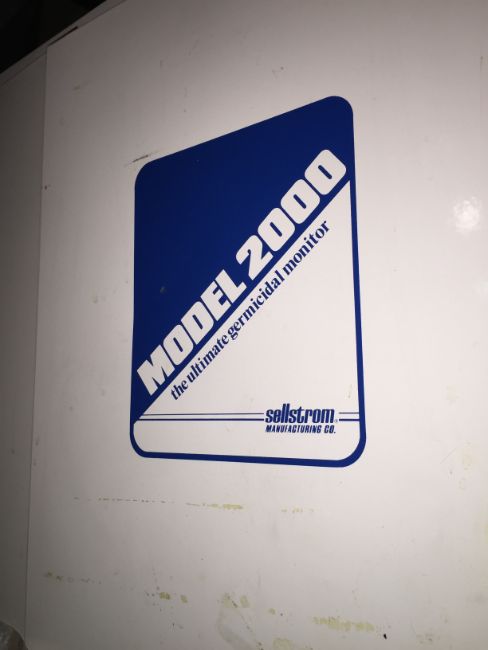 MODEL 2000
the ultimate germicidal monitor
sellstrom®
MANUFACTURING CO.